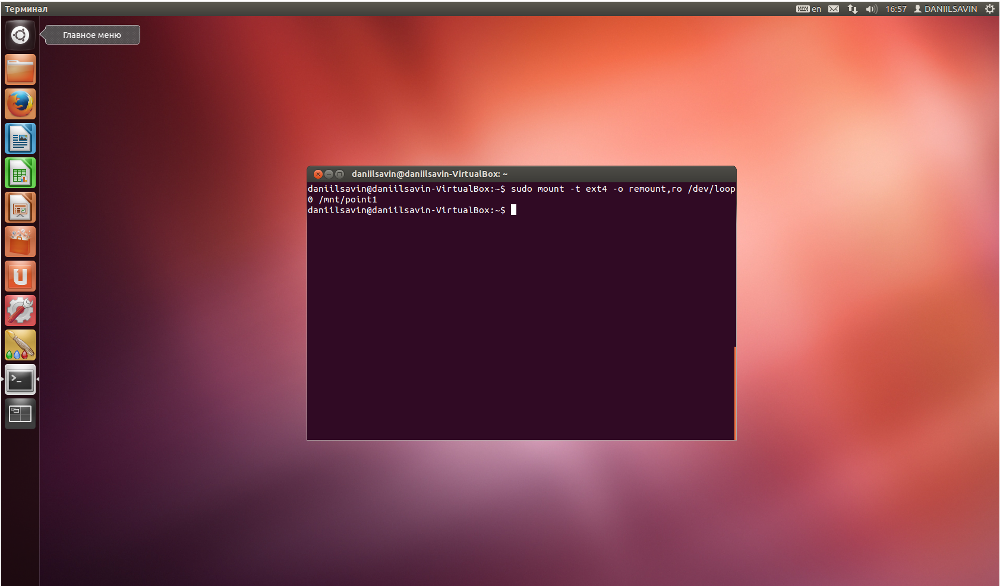 Терминал
en
16:57
DANIILSAVIN
Главное меню
daniilsavin@daniilsavin-VirtualBox: ~
daniilsavin@daniilsavin-VirtualBox:~$ sudo mount -t ext4 -o remount,ro /dev/loop
0 /mnt/point1
daniilsavin@daniilsavin-VirtualBox:~$